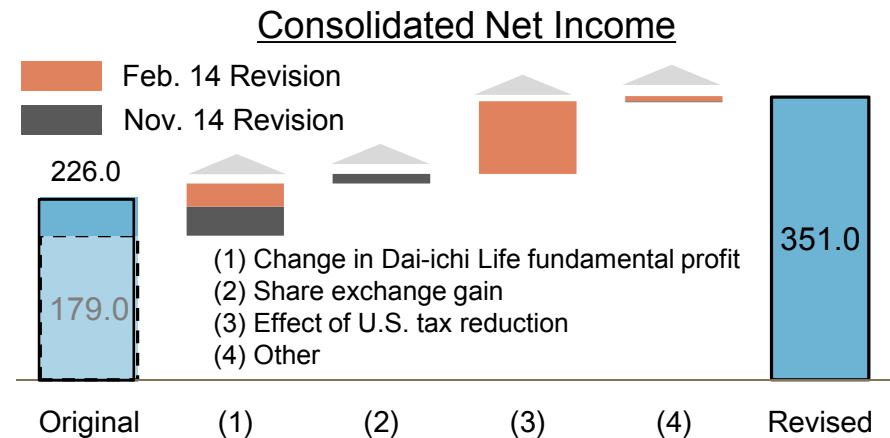 Consolidated Net Income
Feb. 14 Revision
Nov. 14 Revision
226.0
179.0
351.0
(1) Change in Dai-ichi Life fundamental profit
(2) Share exchange gain
(3) Effect of U.S. tax reduction
(4) Other
Original (1) (2) (3) (4) Revised